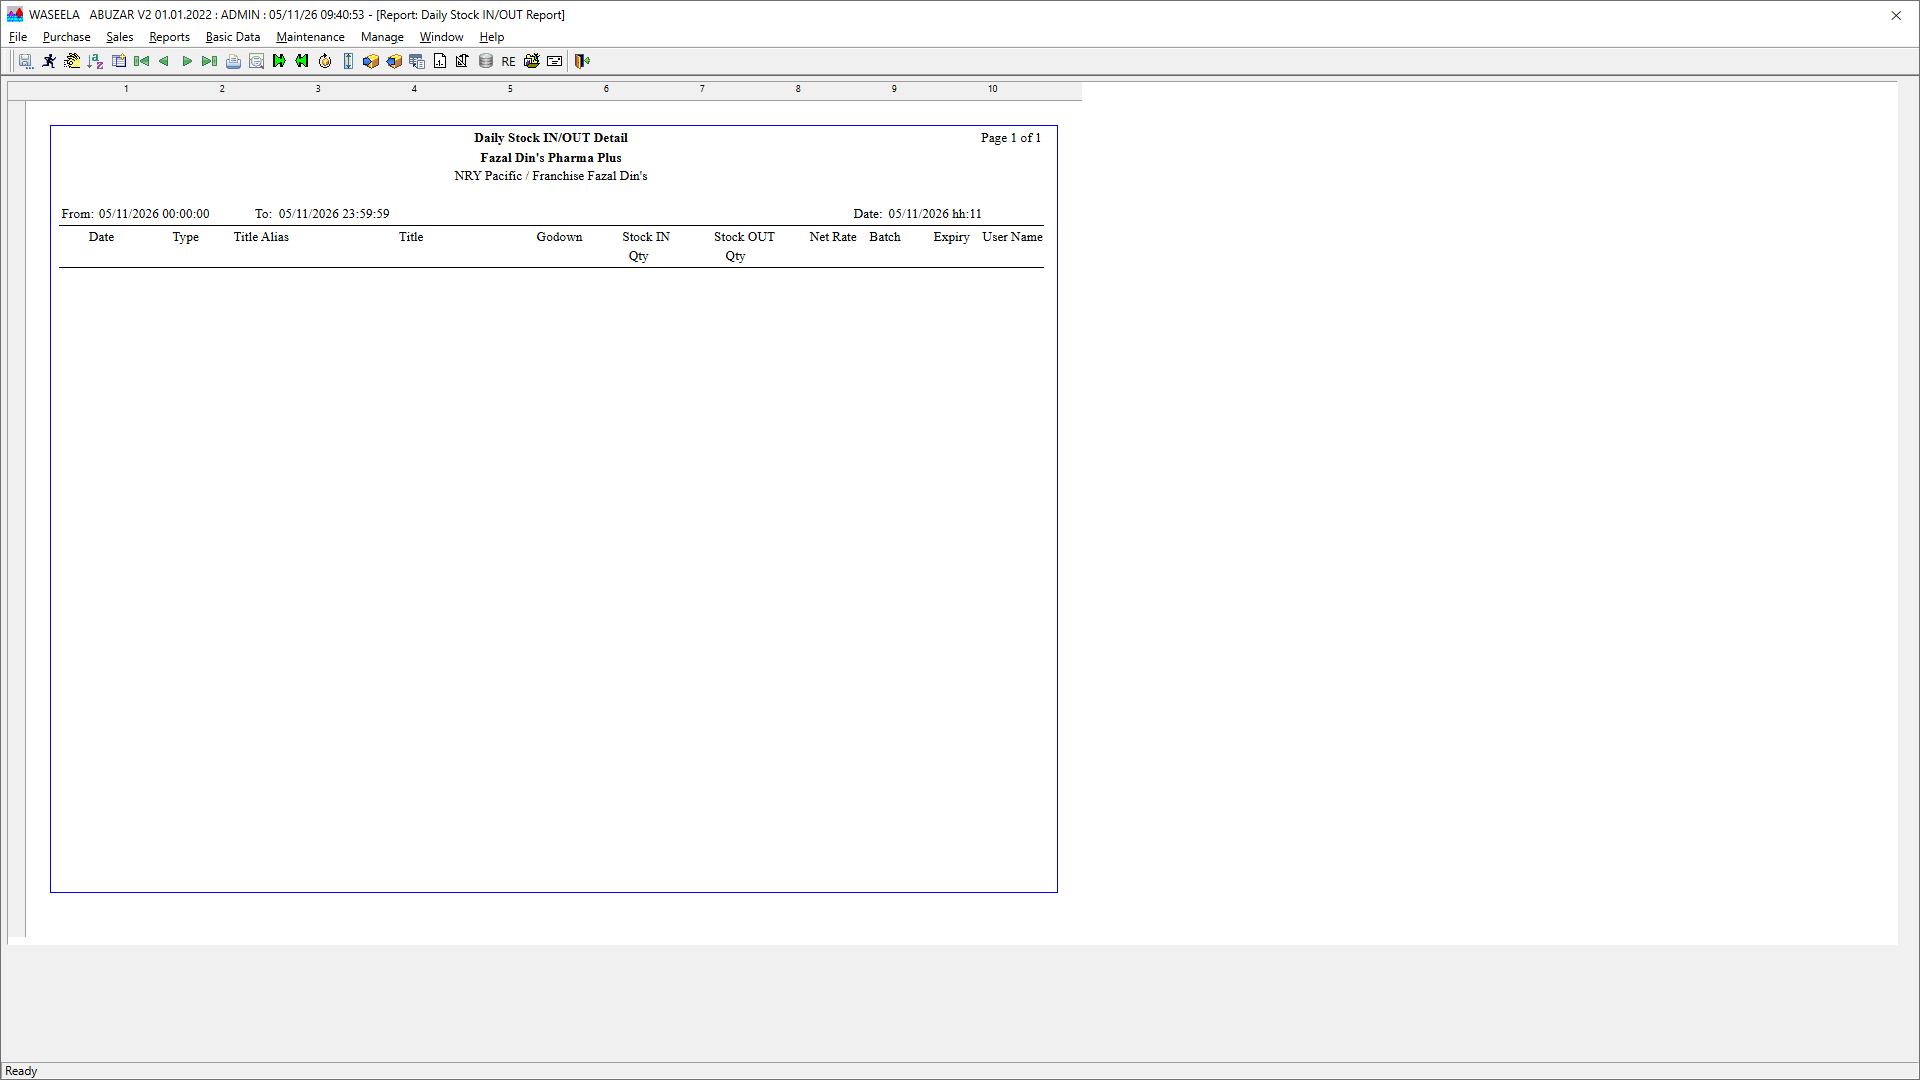 WASEELA   ABUZAR V2 01.01.2022 : ADMIN : 05/11/26 09:40:53 - [Report: Daily Stock IN/OUT Report]
File Purchase Sales Reports Basic Data Maintenance Manage Window Help
RE
1 2 3 4 5 6 7 8 9 10
Daily Stock IN/OUT Detail Page 1 of 1
Fazal Din's Pharma Plus
NRY Pacific / Franchise Fazal Din's
From: 05/11/2026 00:00:00 To: 05/11/2026 23:59:59 Date: 05/11/2026 hh:11
Date Type Title Alias Title Godown Stock IN Stock OUT Net Rate Batch Expiry User Name
Qty Qty
Ready